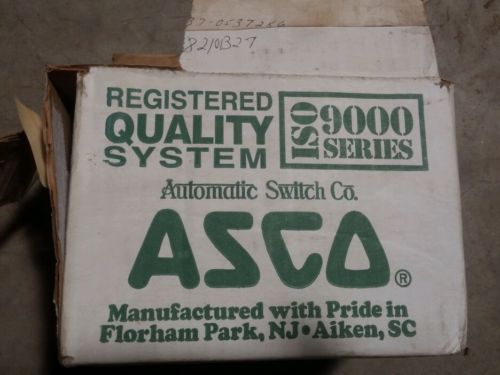 8210B27
REGISTERED
QUALITY
SYSTEM
ISO
9000
SERIES
Automatic Switch Co.
ASCO®
Manufactured with Pride in
Florham Park, NJ • Aiken, SC